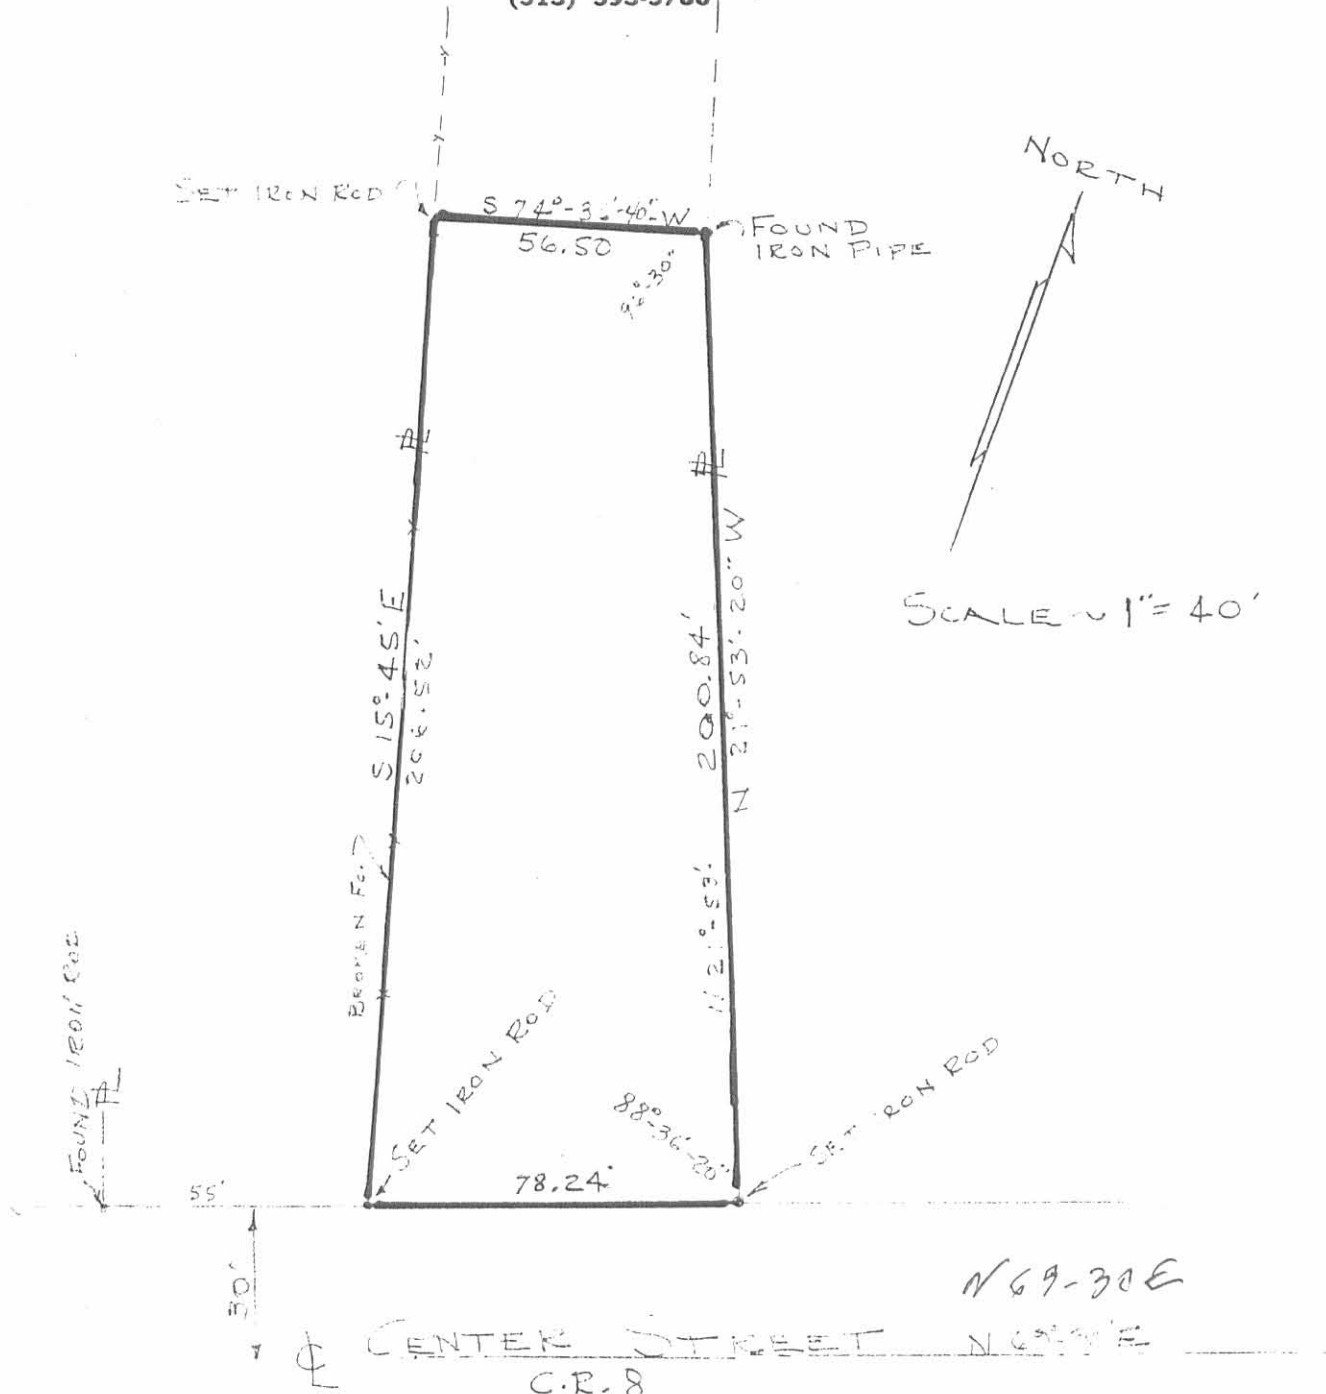 SET IRON ROD
S 74°- -40" W
56.50
FOUND
IRON PIPE
96°-30'
NORTH
SCALE ~ 1" = 40'
S 15°-45' E
206.52'
200.84'
N 21°-53'-20" W
N 21°-53'
BROKEN
FOUND IRON ROD
SET IRON ROD
88°-36'-20"
SET IRON ROD
78.24'
55'
30'
N 69-30 E
CENTER STREET
C.R. 8